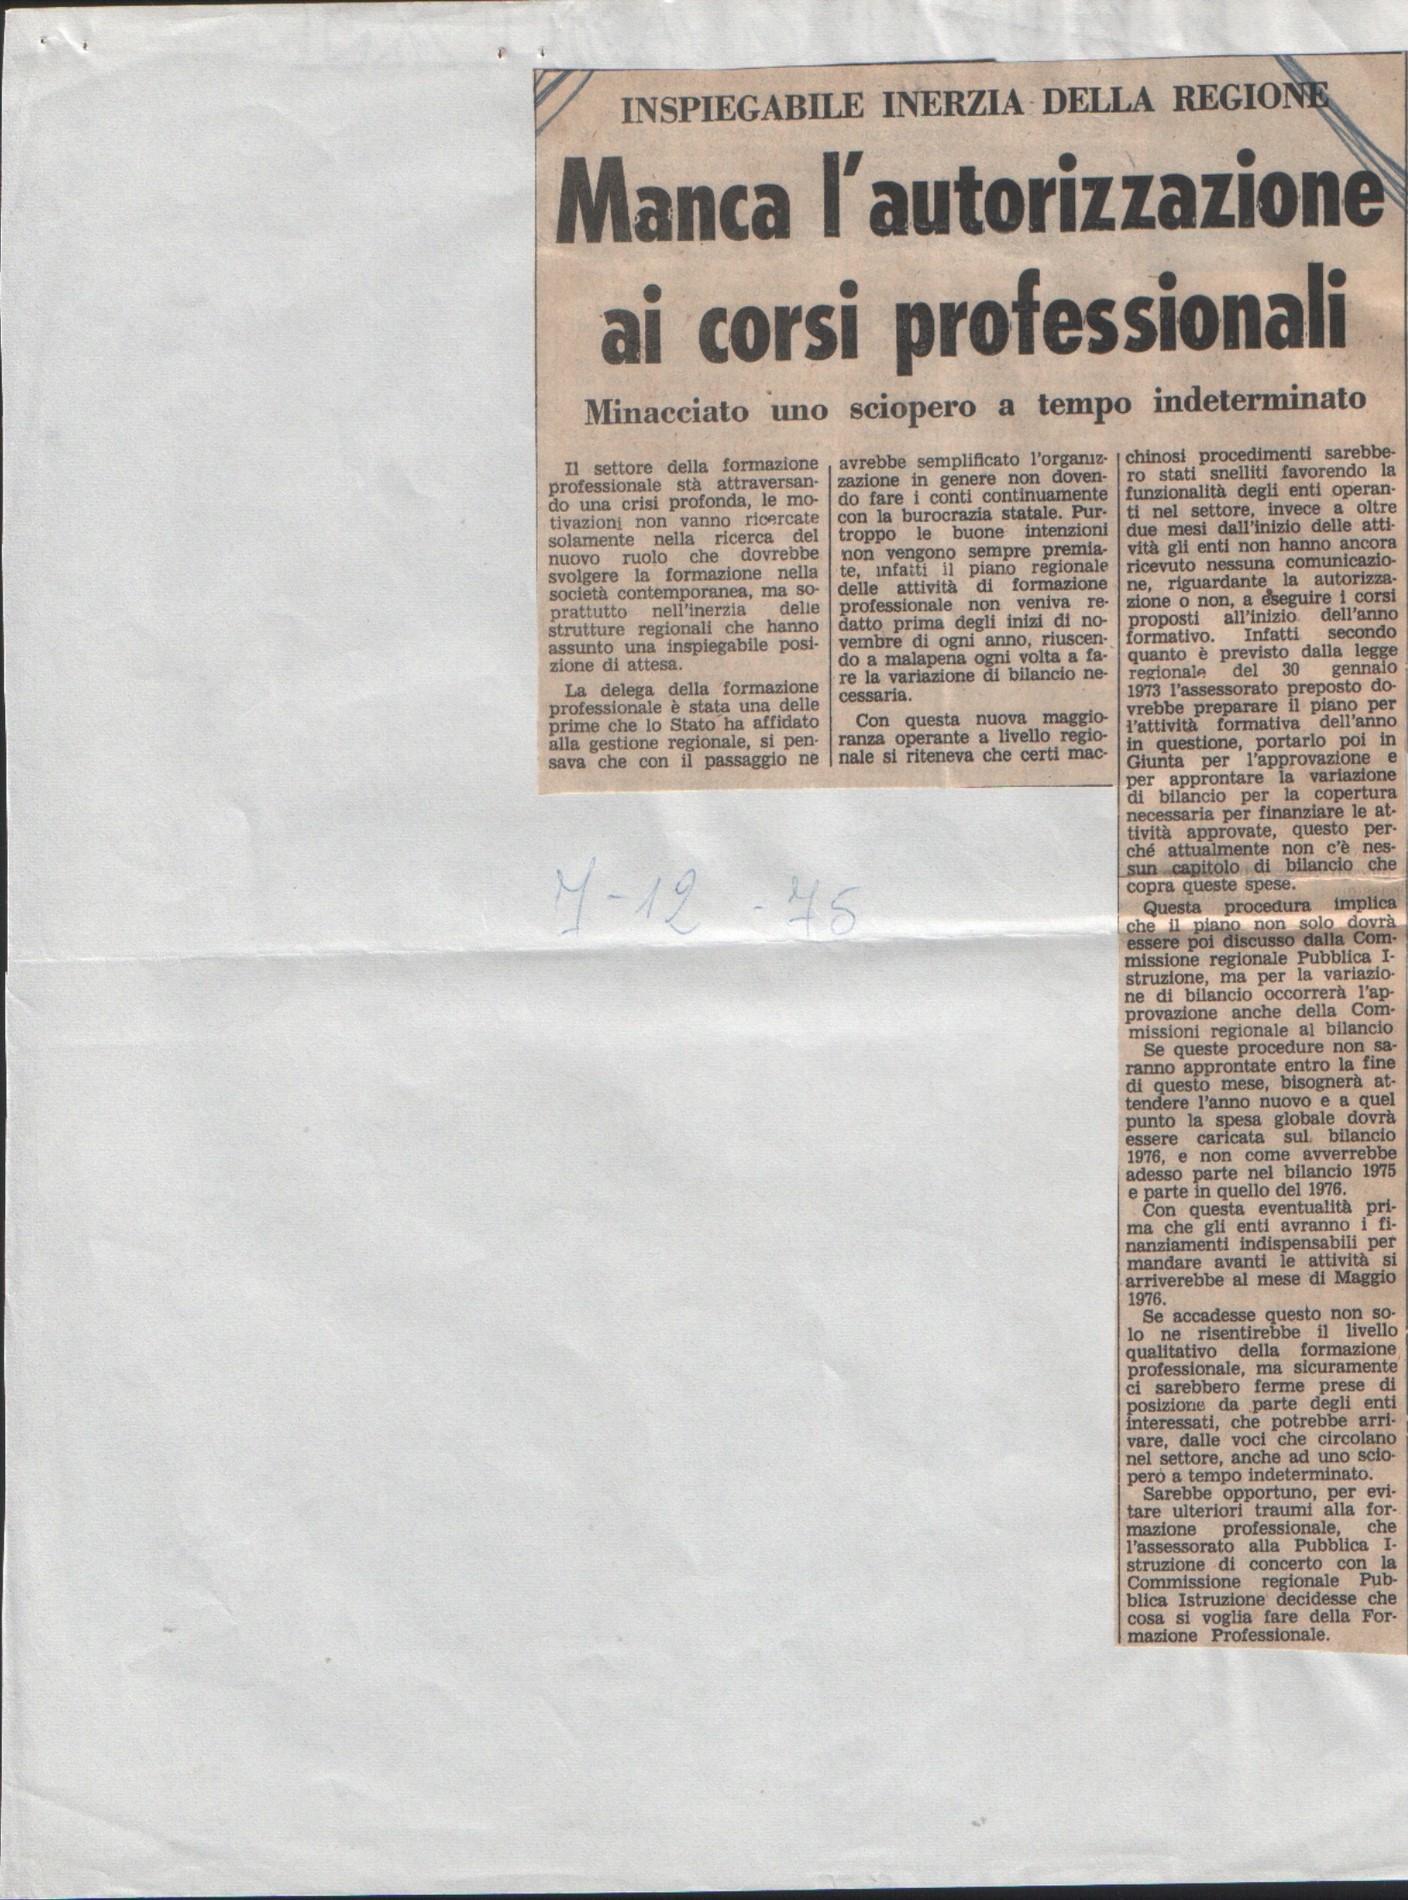 INSPIEGABILE INERZIA DELLA REGIONE
Manca l'autorizzazione
ai corsi professionali
Minacciato uno sciopero a tempo indeterminato
Il settore della formazione
professionale stà attraversan-
do una crisi profonda, le mo-
tivazioni non vanno ricercate
solamente nella ricerca del
nuovo ruolo che dovrebbe
svolgere la formazione nella
società contemporanea, ma so-
prattutto nell'inerzia delle
strutture regionali che hanno
assunto una inspiegabile posi-
zione di attesa.
La delega della formazione
professionale è stata una delle
prime che lo Stato ha affidato
alla gestione regionale, si pen-
sava che con il passaggio ne
avrebbe semplificato l'organiz-
zazione in genere non doven-
do fare i conti continuamente
con la burocrazia statale. Pur-
troppo le buone intenzioni
non vengono sempre premia-
te, infatti il piano regionale
delle attività di formazione
professionale non veniva re-
datto prima degli inizi di no-
vembre di ogni anno, riuscen-
do a malapena ogni volta a fa-
re la variazione di bilancio ne-
cessaria.
Con questa nuova maggio-
ranza operante a livello regio-
nale si riteneva che certi mac-
chinosi procedimenti sarebbe-
ro stati snelliti favorendo la
funzionalità degli enti operan-
ti nel settore, invece a oltre
due mesi dall'inizio delle atti-
vità gli enti non hanno ancora
ricevuto nessuna comunicazio-
ne, riguardante la autorizza-
zione o non, a eseguire i corsi
proposti all'inizio dell'anno
formativo. Infatti secondo
quanto è previsto dalla legge
regionale del 30 gennaio
1973 l'assessorato preposto do-
vrebbe preparare il piano per
l'attività formativa dell'anno
in questione, portarlo poi in
Giunta per l'approvazione e
per approntare la variazione
di bilancio per la copertura
necessaria per finanziare le at-
tività approvate, questo per-
ché attualmente non c'è nes-
sun capitolo di bilancio che
copra queste spese.
Questa procedura implica
che il piano non solo dovrà
essere poi discusso dalla Com-
missione regionale Pubblica I-
struzione, ma per la variazio-
ne di bilancio occorrerà l'ap-
provazione anche della Com-
missioni regionale al bilancio
Se queste procedure non sa-
ranno approntate entro la fine
di questo mese, bisognerà at-
tendere l'anno nuovo e a quel
punto la spesa globale dovrà
essere caricata sul bilancio
1976, e non come avverrebbe
adesso parte nel bilancio 1975
e parte in quello del 1976.
Con questa eventualità pri-
ma che gli enti avranno i fi-
nanziamenti indispensabili per
mandare avanti le attività si
arriverebbe al mese di Maggio
1976.
Se accadesse questo non so-
lo ne risentirebbe il livello
qualitativo della formazione
professionale, ma sicuramente
ci sarebbero ferme prese di
posizione da parte degli enti
interessati, che potrebbe arri-
vare, dalle voci che circolano
nel settore, anche ad uno scio-
pero a tempo indeterminato.
Sarebbe opportuno, per evi-
tare ulteriori traumi alla for-
mazione professionale, che
l'assessorato alla Pubblica I-
struzione di concerto con la
Commissione regionale Pub-
blica Istruzione decidesse che
cosa si voglia fare della For-
mazione Professionale.
7-12-75